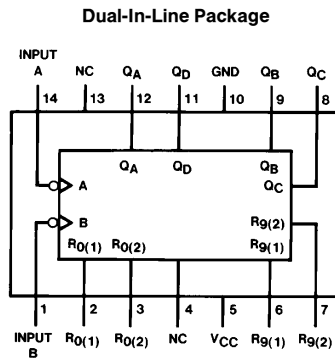 Dual-In-Line Package
INPUT
A NC QA QD GND QB QC
14 13 12 11 10 9 8
QA QD QB
A QC
B R9(2)
R0(1) R0(2) R9(1)
1 2 3 4 5 6 7
INPUT R0(1) R0(2) NC VCC R9(1) R9(2)
B